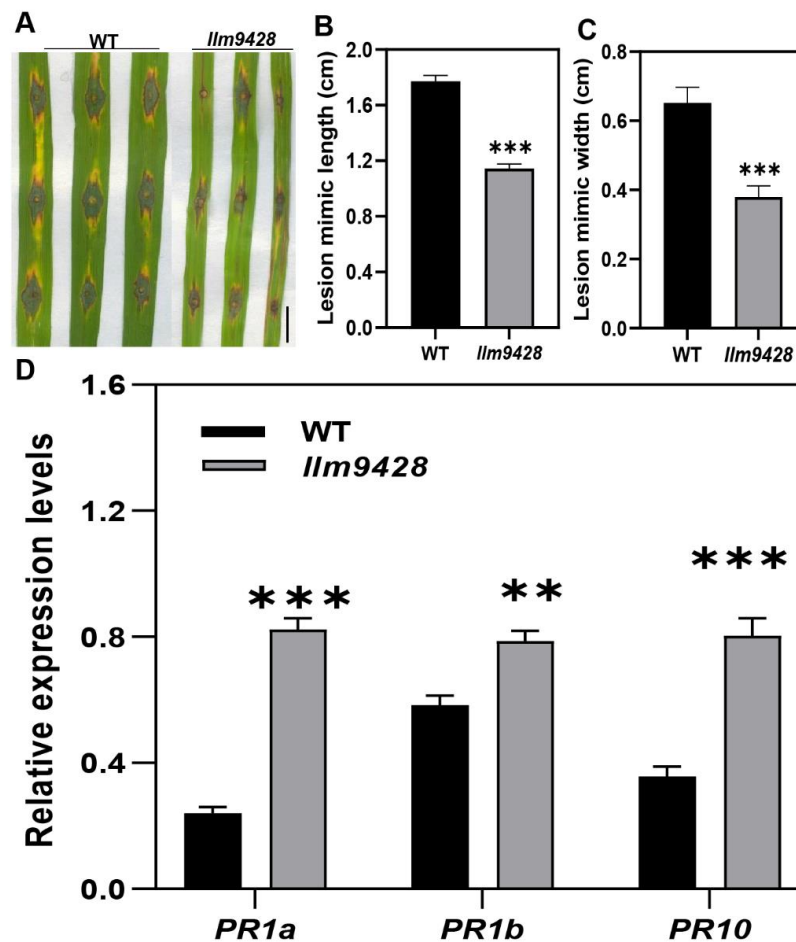 A
WT
llm9428
B
Lesion mimic length (cm)
2.0
1.6
1.2
0.8
0.4
0.0
***
WT
llm9428
C
Lesion mimic width (cm)
0.8
0.6
0.4
0.2
0.0
***
WT
llm9428
D
Relative expression levels
1.6
1.2
0.8
0.4
0.0
WT
llm9428
***
**
***
PR1a
PR1b
PR10